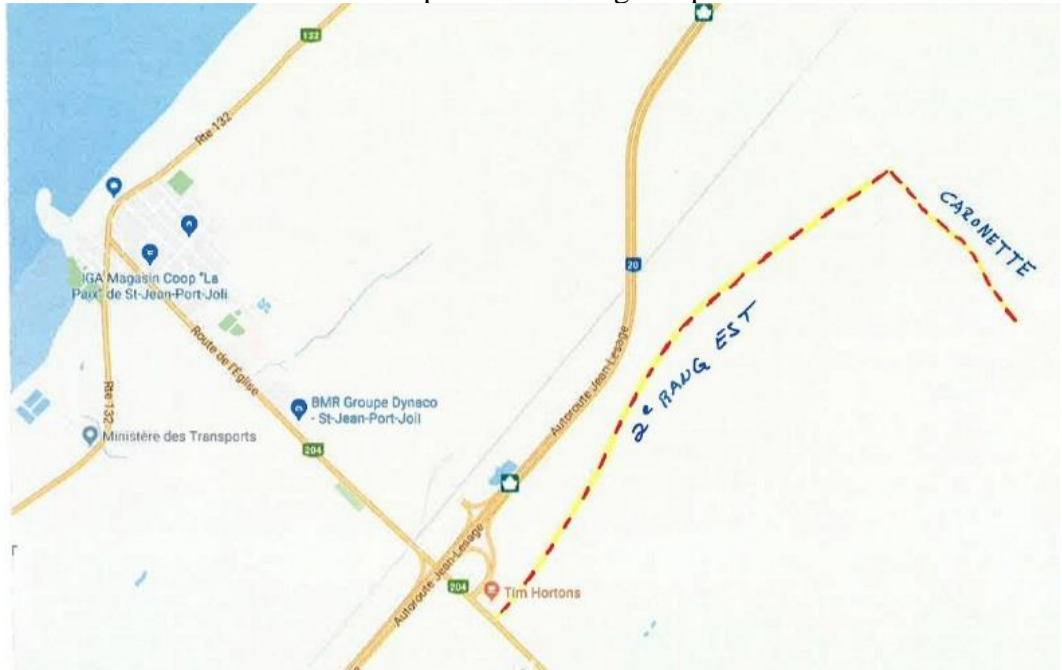 132
Rte 132
CARONETTE
20
IGA Magasin Coop "La
Paix" de St-Jean-Port-Joli
Route de l'Église
Autoroute Jean-Lesage
2e RANG EST
Rte 132
BMR Groupe Dynaco
- St-Jean-Port-Joli
Ministère des Transports
204
Autoroute Jean-Lesage
204
Tim Hortons